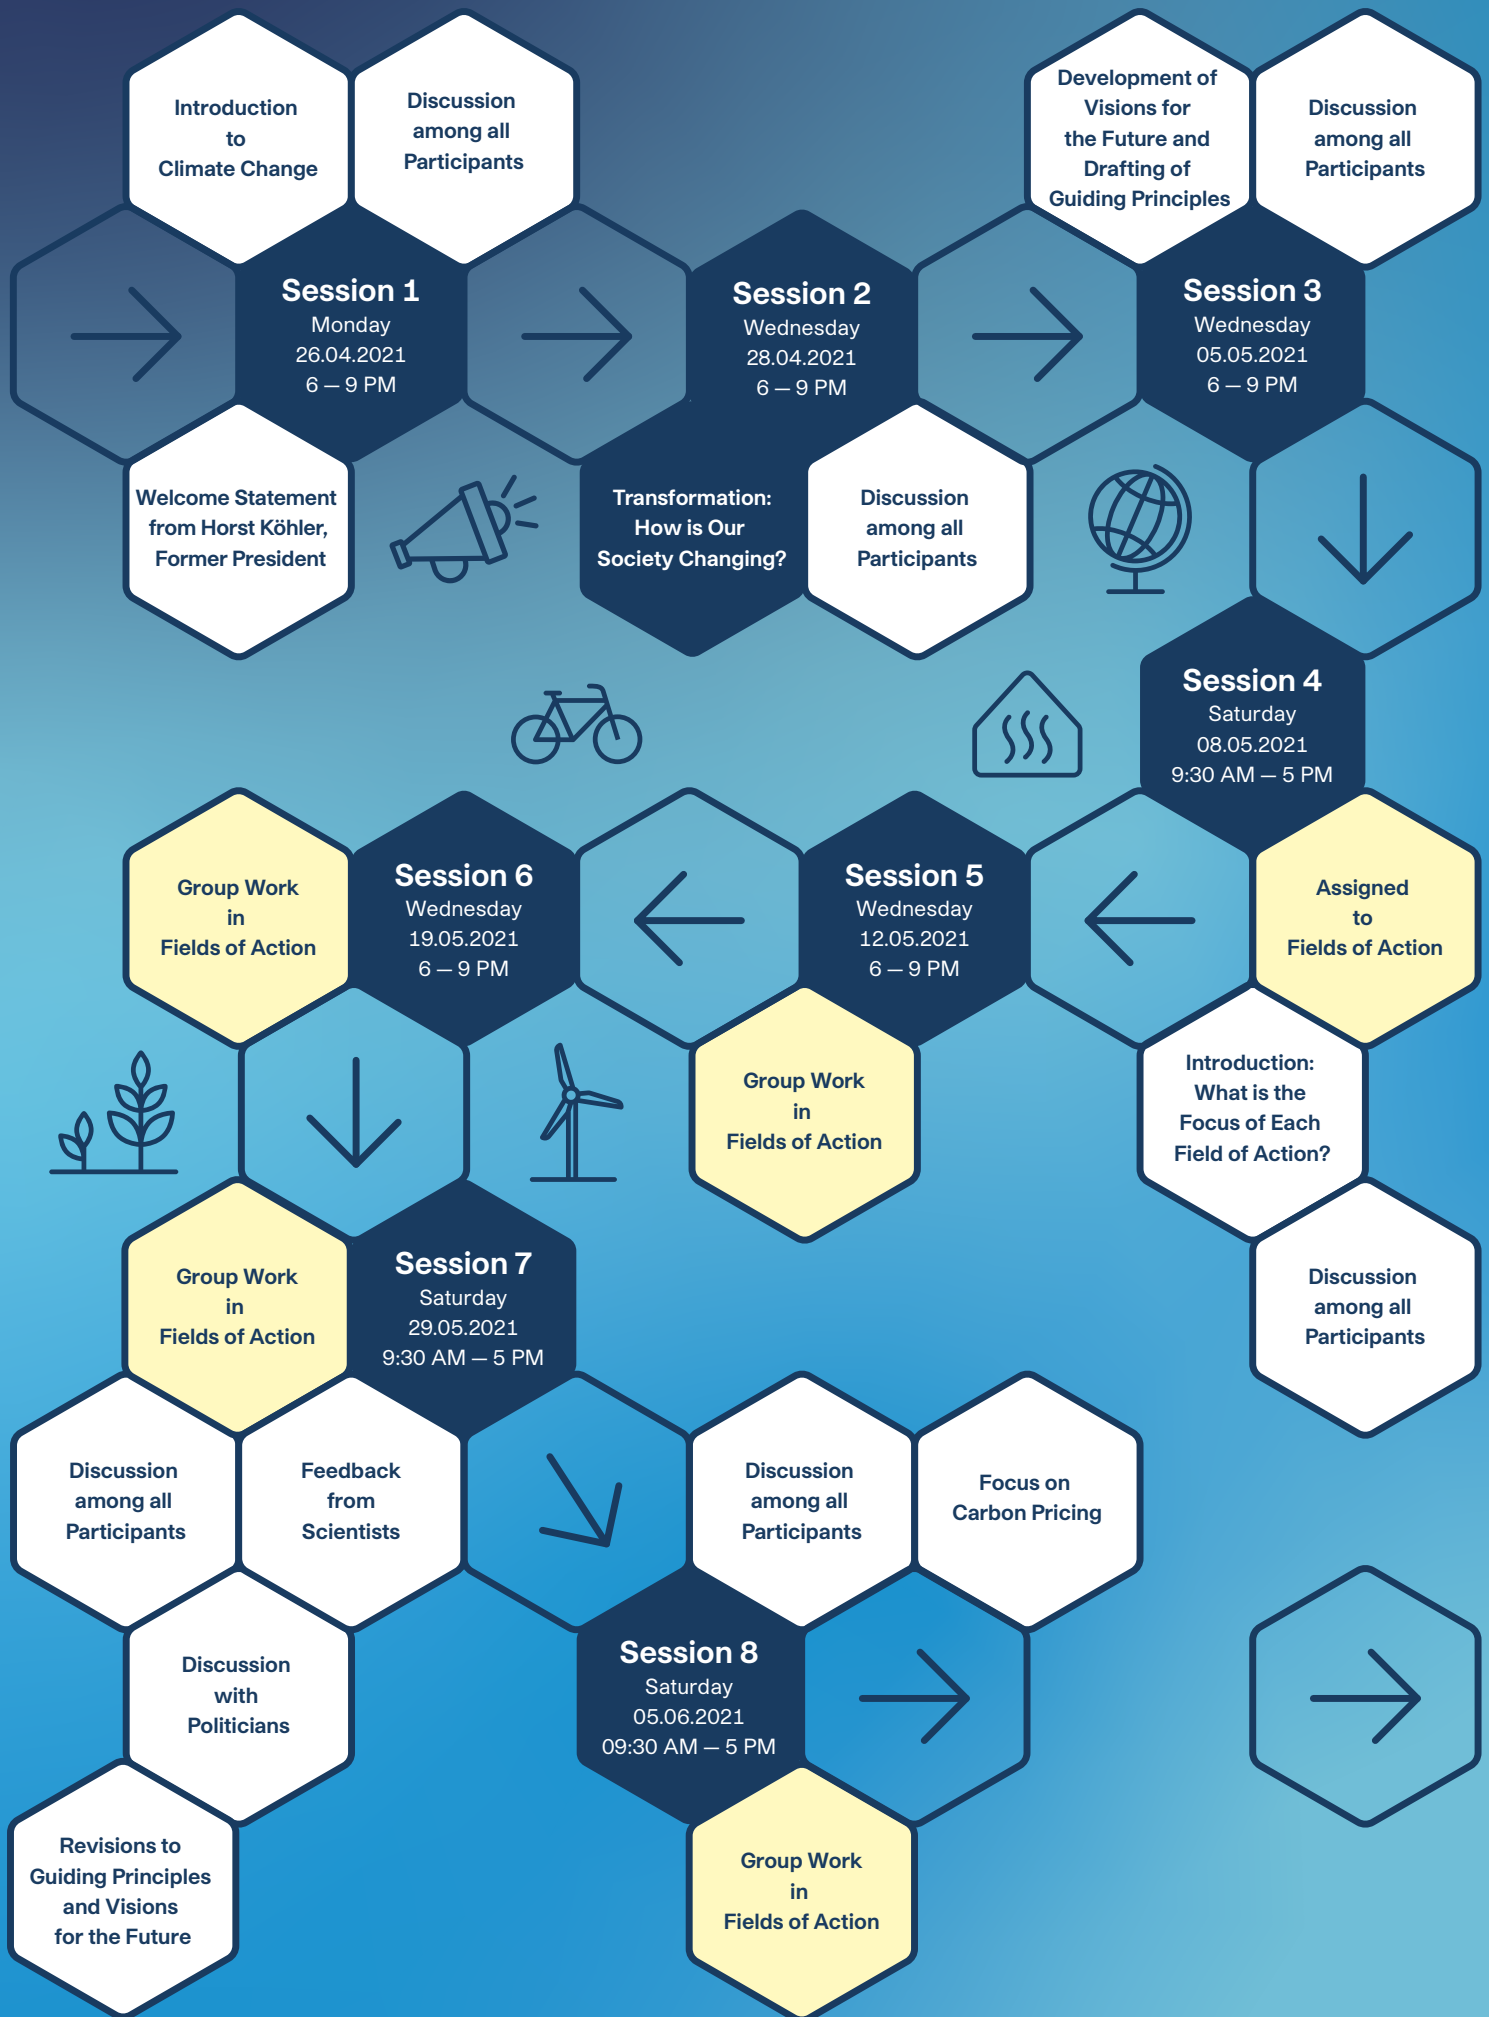 Introduction
to
Climate Change
Discussion
among all
Participants
Development of
Visions for
the Future and
Drafting of
Guiding Principles
Discussion
among all
Participants
Session 1
Monday
26.04.2021
6 — 9 PM
Session 2
Wednesday
28.04.2021
6 — 9 PM
Session 3
Wednesday
05.05.2021
6 — 9 PM
Welcome Statement
from Horst Köhler,
Former President
Transformation:
How is Our
Society Changing?
Discussion
among all
Participants
Session 4
Saturday
08.05.2021
9:30 AM — 5 PM
Group Work
in
Fields of Action
Session 6
Wednesday
19.05.2021
6 — 9 PM
Session 5
Wednesday
12.05.2021
6 — 9 PM
Assigned
to
Fields of Action
Group Work
in
Fields of Action
Introduction:
What is the
Focus of Each
Field of Action?
Group Work
in
Fields of Action
Session 7
Saturday
29.05.2021
9:30 AM — 5 PM
Discussion
among all
Participants
Discussion
among all
Participants
Feedback
from
Scientists
Discussion
among all
Participants
Focus on
Carbon Pricing
Discussion
with
Politicians
Session 8
Saturday
05.06.2021
09:30 AM — 5 PM
Revisions to
Guiding Principles
and Visions
for the Future
Group Work
in
Fields of Action